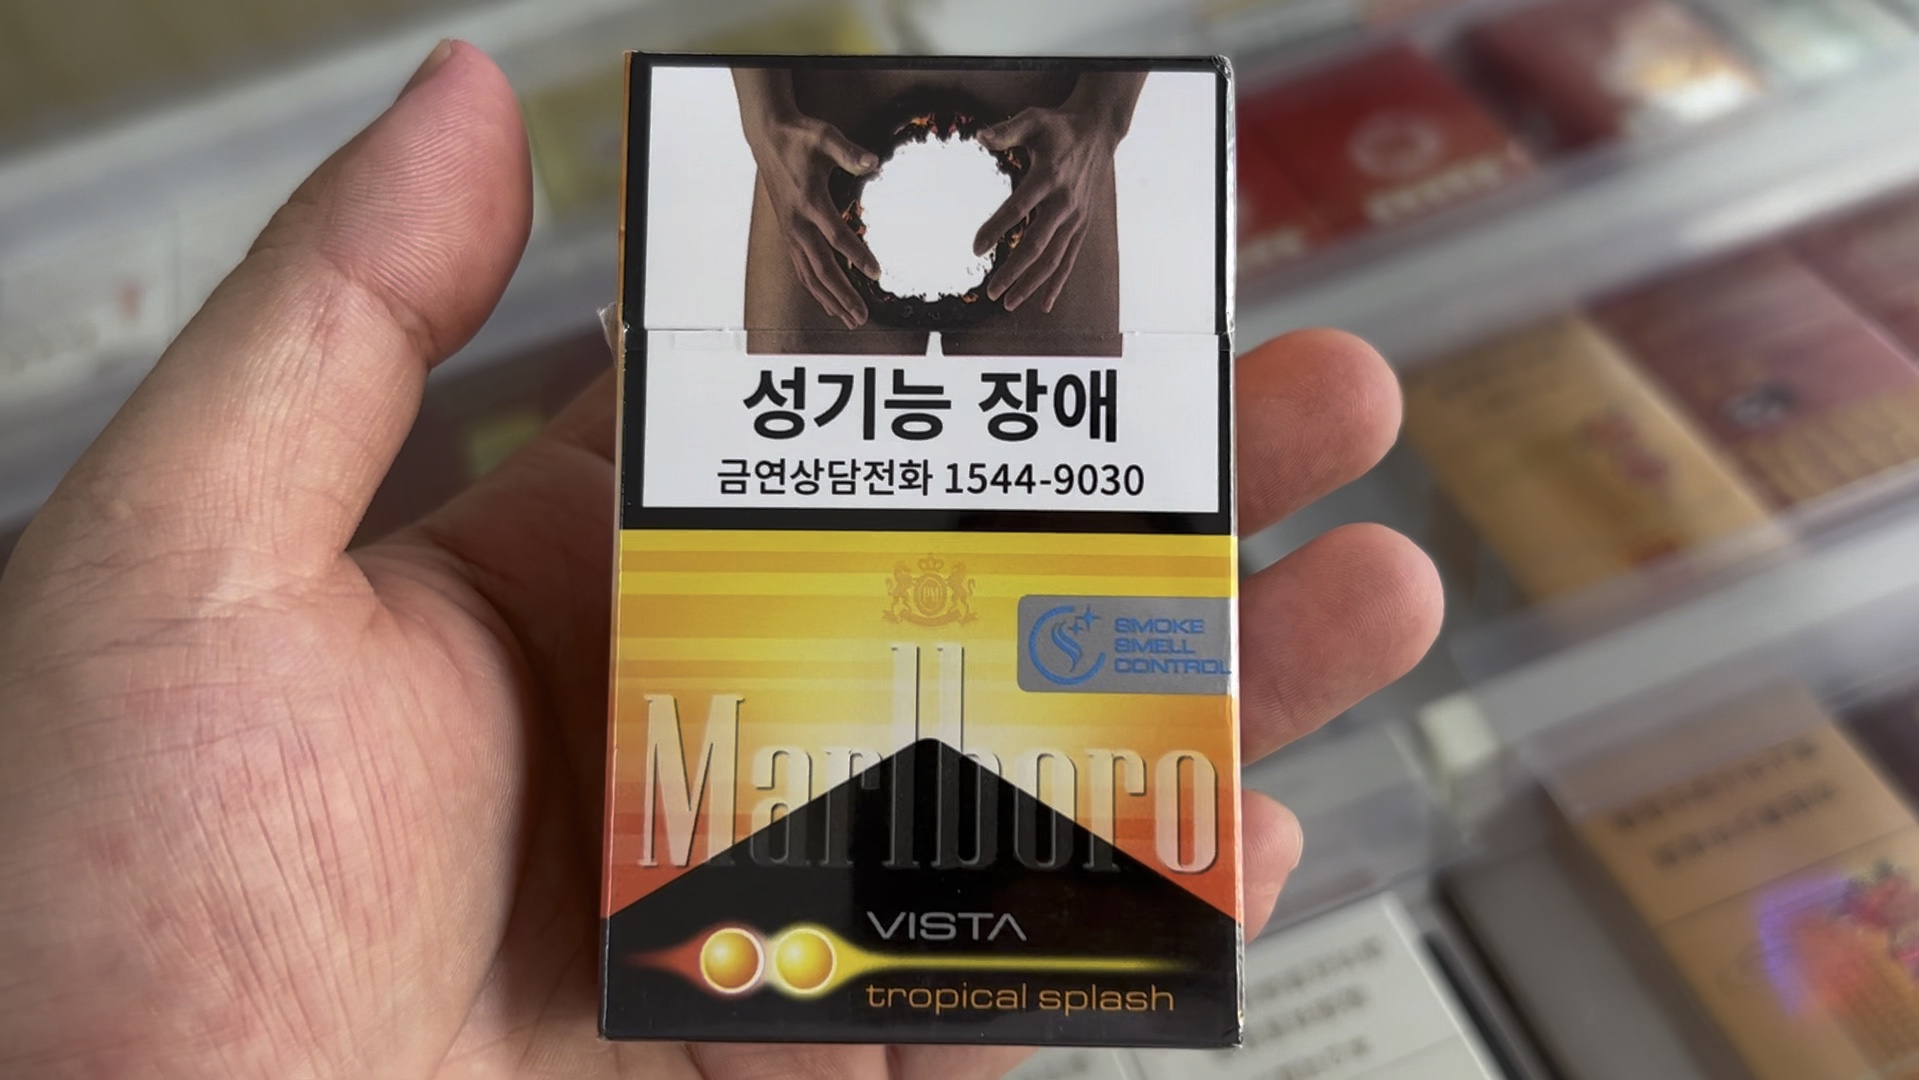 성기능 장애
금연상담전화 1544-9030
PM
SMOKE
SMELL
CONTROL
Marlboro
VISTA
tropical splash